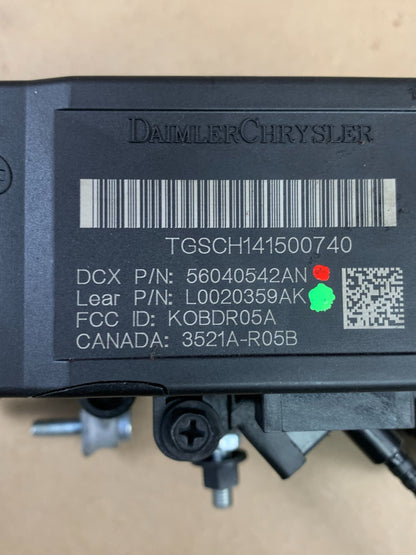 DAIMLERCHRYSLER
TGSCH141500740
DCX P/N: 56040542AN
Lear P/N: L0020359AK
FCC ID: KOBDR05A
CANADA: 3521A-R05B